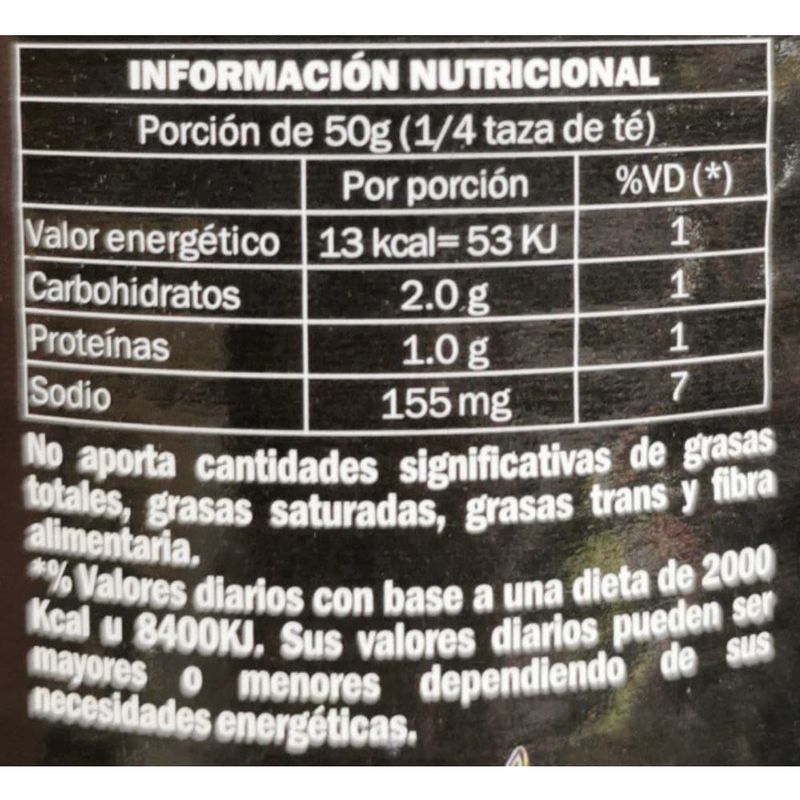 INFORMACIÓN NUTRICIONAL
Porción de 50g (1/4 taza de té)
Por porción %VD (*)
Valor energético 13 kcal= 53 KJ 1
Carbohidratos 2.0 g 1
Proteínas 1.0 g 1
Sodio 155 mg 7
No aporta cantidades significativas de grasas
totales, grasas saturadas, grasas trans y fibra
alimentaria.
*% Valores diarios con base a una dieta de 2000
Kcal u 8400KJ. Sus valores diarios pueden ser
mayores o menores dependiendo de sus
necesidades energéticas.